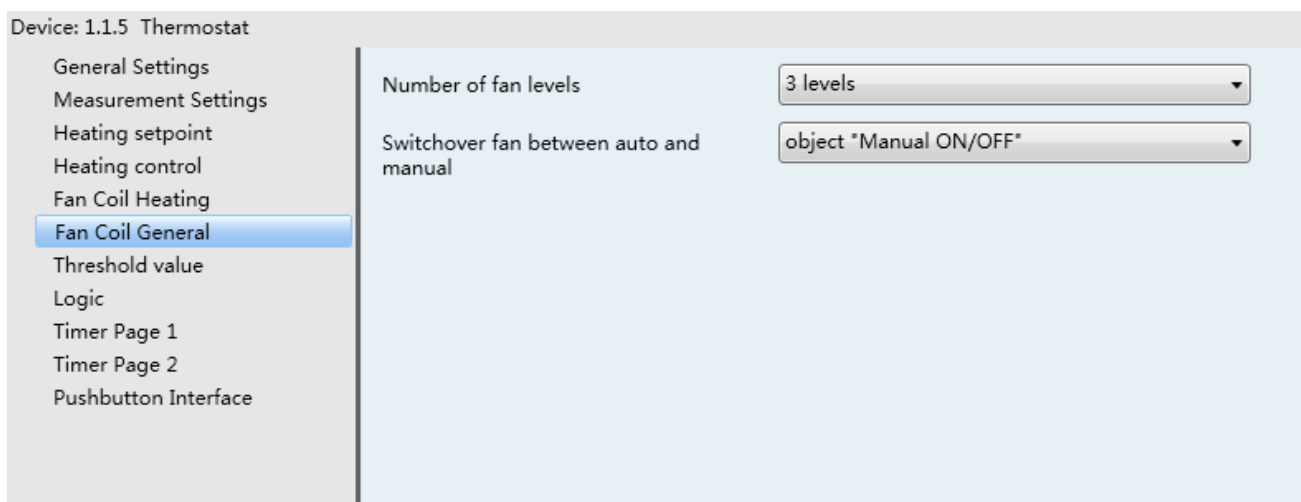 Device: 1.1.5 Thermostat
General Settings
Measurement Settings
Heating setpoint
Heating control
Fan Coil Heating
Fan Coil General
Threshold value
Logic
Timer Page 1
Timer Page 2
Pushbutton Interface
Number of fan levels
3 levels
Switchover fan between auto and
manual
object "Manual ON/OFF"